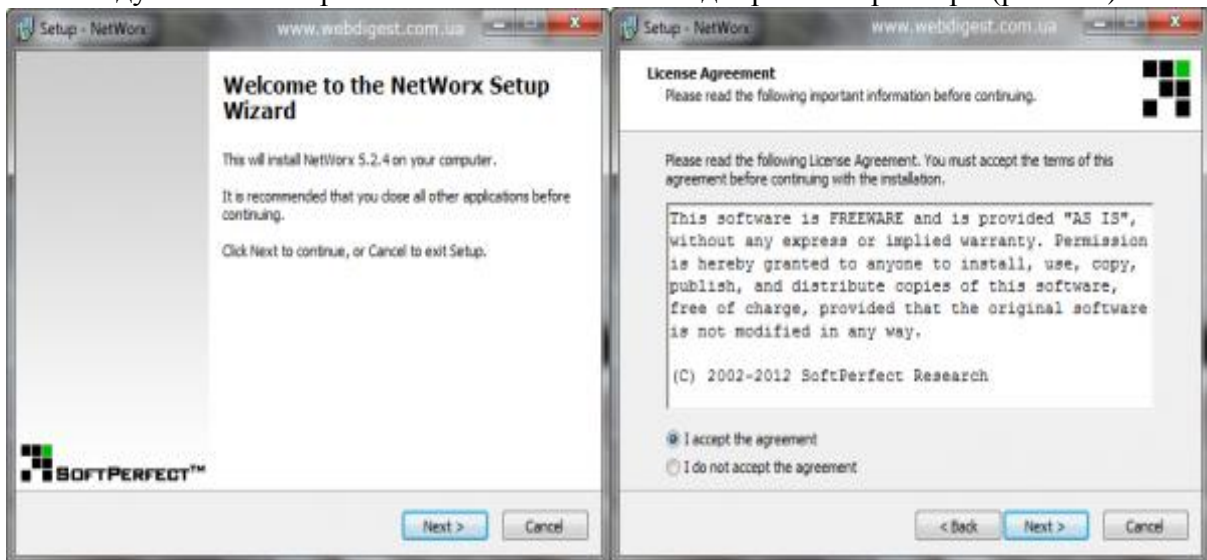 Setup - NetWorx
www.webdigest.com.ua
Welcome to the NetWorx Setup
Wizard
This will install NetWorx 5.2.4 on your computer.
It is recommended that you close all other applications before
continuing.
Click Next to continue, or Cancel to exit Setup.
SOFTPERFECT™
Next >
Cancel
Setup - NetWorx
www.webdigest.com.ua
License Agreement
Please read the following important information before continuing.
Please read the following License Agreement. You must accept the terms of this
agreement before continuing with the installation.
This software is FREEWARE and is provided "AS IS",
without any express or implied warranty. Permission
is hereby granted to anyone to install, use, copy,
publish, and distribute copies of this software,
free of charge, provided that the original software
is not modified in any way.
(C) 2002-2012 SoftPerfect Research
I accept the agreement
I do not accept the agreement
< Back
Next >
Cancel